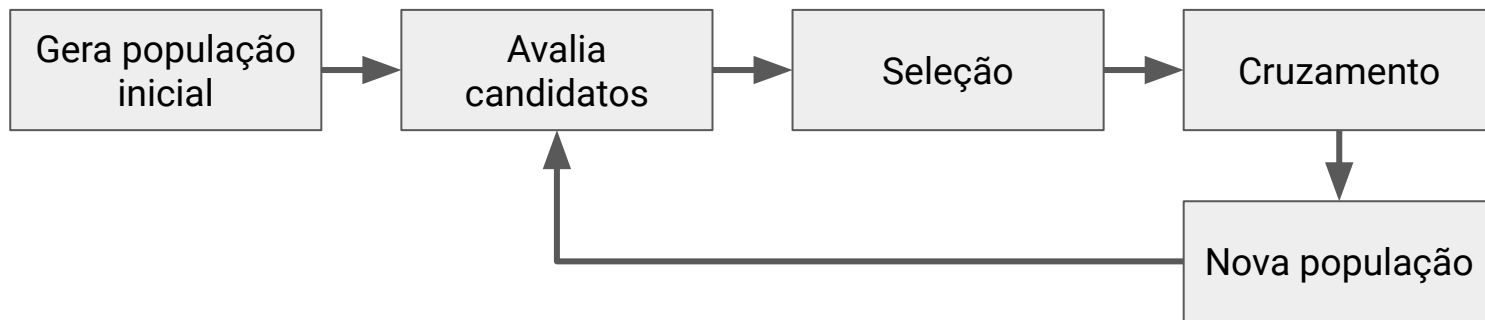 Gera população
inicial
Avalia
candidatos
Seleção
Cruzamento
Nova população